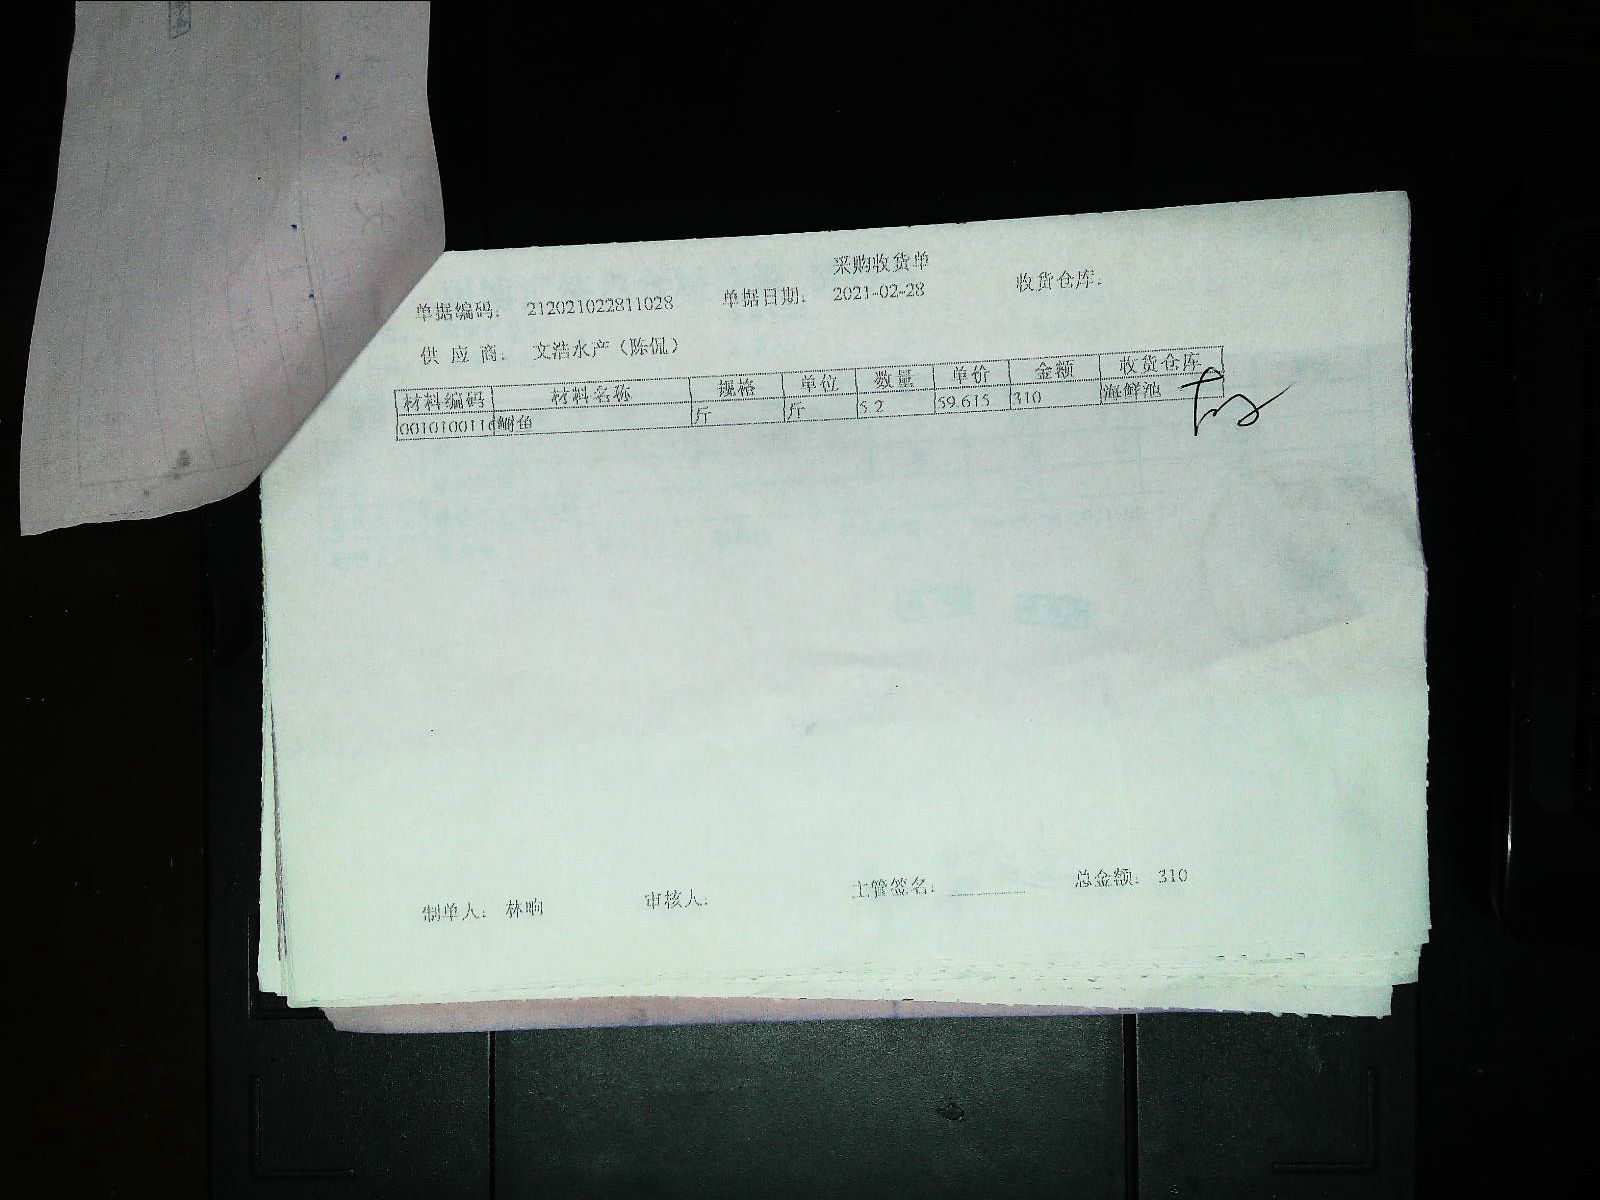 采购收货单
单据编码： 212021022811028 单据日期： 2021-02-28 收货仓库：
供 应 商： 文浩水产（陈侃）
材料编码 材料名称 规格 单位 数量 单价 金额 收货仓库
0010100116 鮰鱼 斤 斤 5.2 59.615 310 海鲜池
制单人： 林响 审核人： 主管签名： 总金额： 310